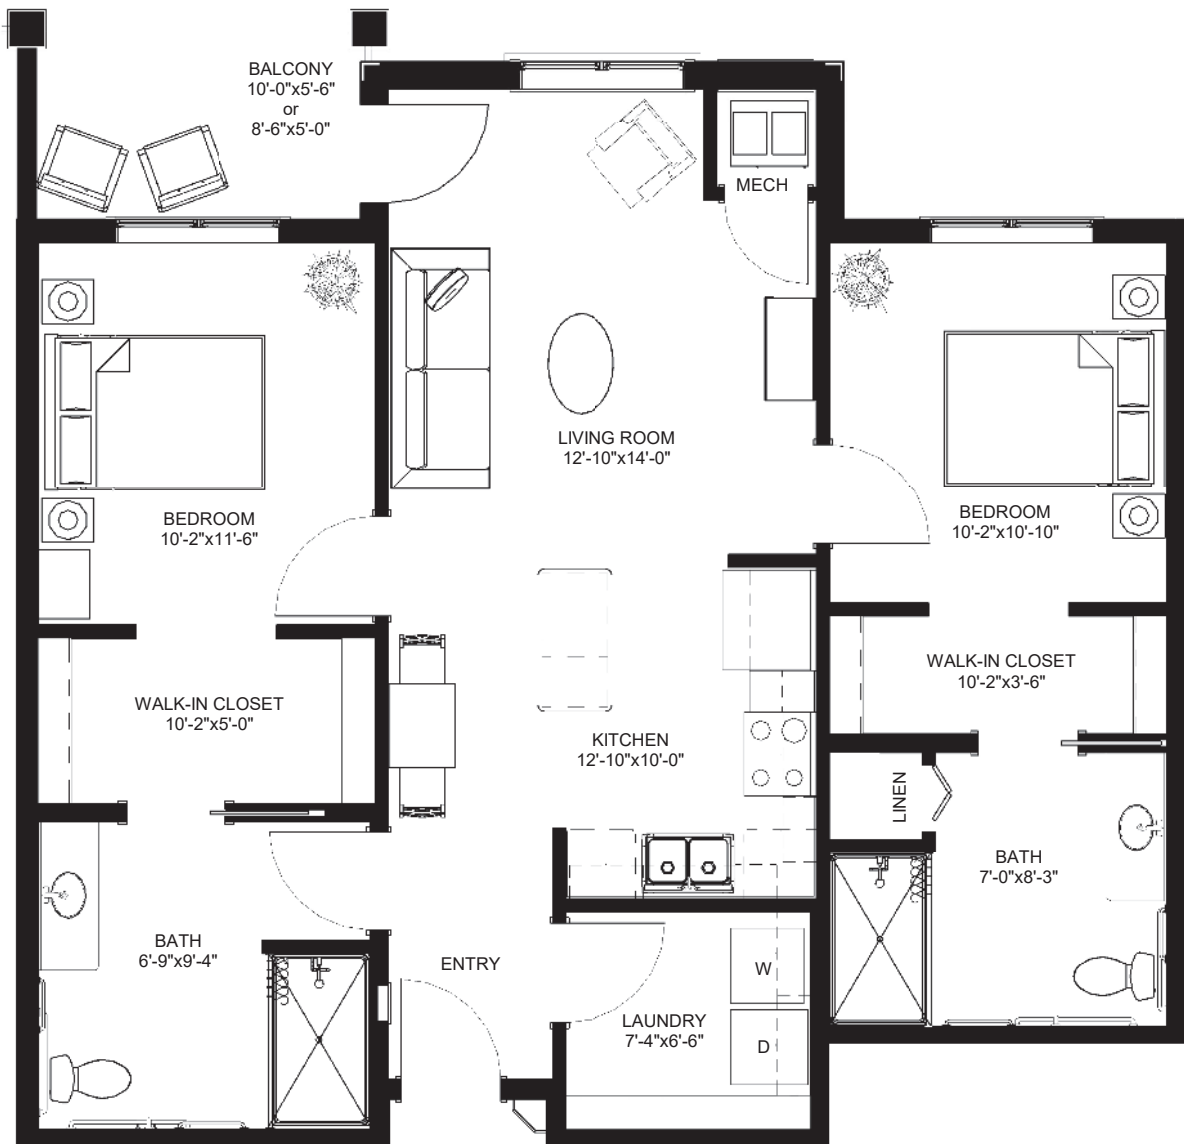 BALCONY
10'-0"x5'-6"
or
8'-6"x5'-0"
MECH
LIVING ROOM
12'-10"x14'-0"
BEDROOM
10'-2"x11'-6"
BEDROOM
10'-2"x10'-10"
WALK-IN CLOSET
10'-2"x5'-0"
WALK-IN CLOSET
10'-2"x3'-6"
KITCHEN
12'-10"x10'-0"
LINEN
BATH
7'-0"x8'-3"
BATH
6'-9"x9'-4"
ENTRY
W
LAUNDRY
7'-4"x6'-6"
D